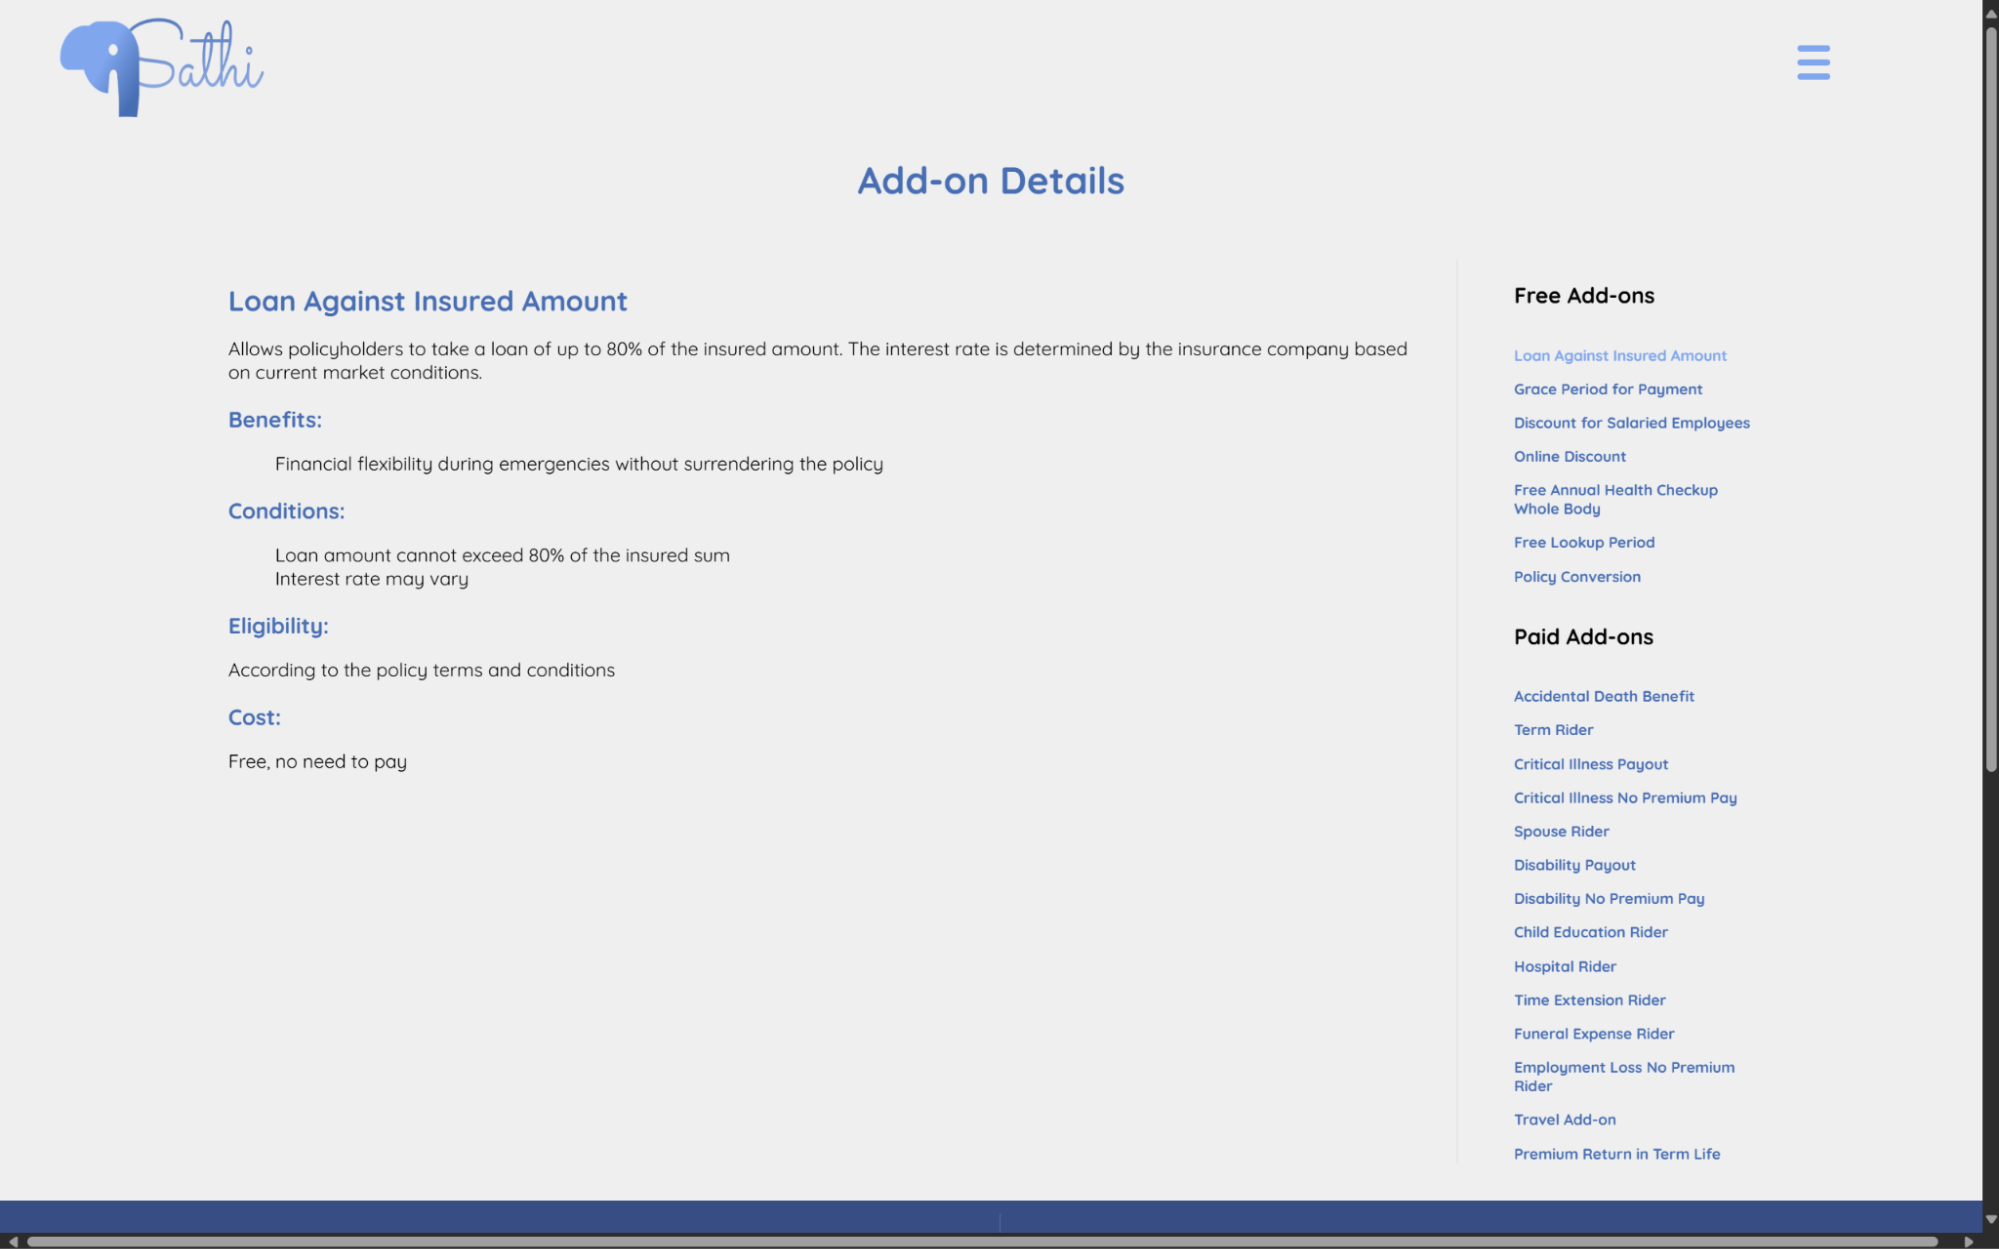 Sathi
Add-on Details
Loan Against Insured Amount
Allows policyholders to take a loan of up to 80% of the insured amount. The interest rate is determined by the insurance company based
on current market conditions.
Benefits:
Financial flexibility during emergencies without surrendering the policy
Conditions:
Loan amount cannot exceed 80% of the insured sum
Interest rate may vary
Eligibility:
According to the policy terms and conditions
Cost:
Free, no need to pay
Free Add-ons
Loan Against Insured Amount
Grace Period for Payment
Discount for Salaried Employees
Online Discount
Free Annual Health Checkup
Whole Body
Free Lookup Period
Policy Conversion
Paid Add-ons
Accidental Death Benefit
Term Rider
Critical Illness Payout
Critical Illness No Premium Pay
Spouse Rider
Disability Payout
Disability No Premium Pay
Child Education Rider
Hospital Rider
Time Extension Rider
Funeral Expense Rider
Employment Loss No Premium
Rider
Travel Add-on
Premium Return in Term Life